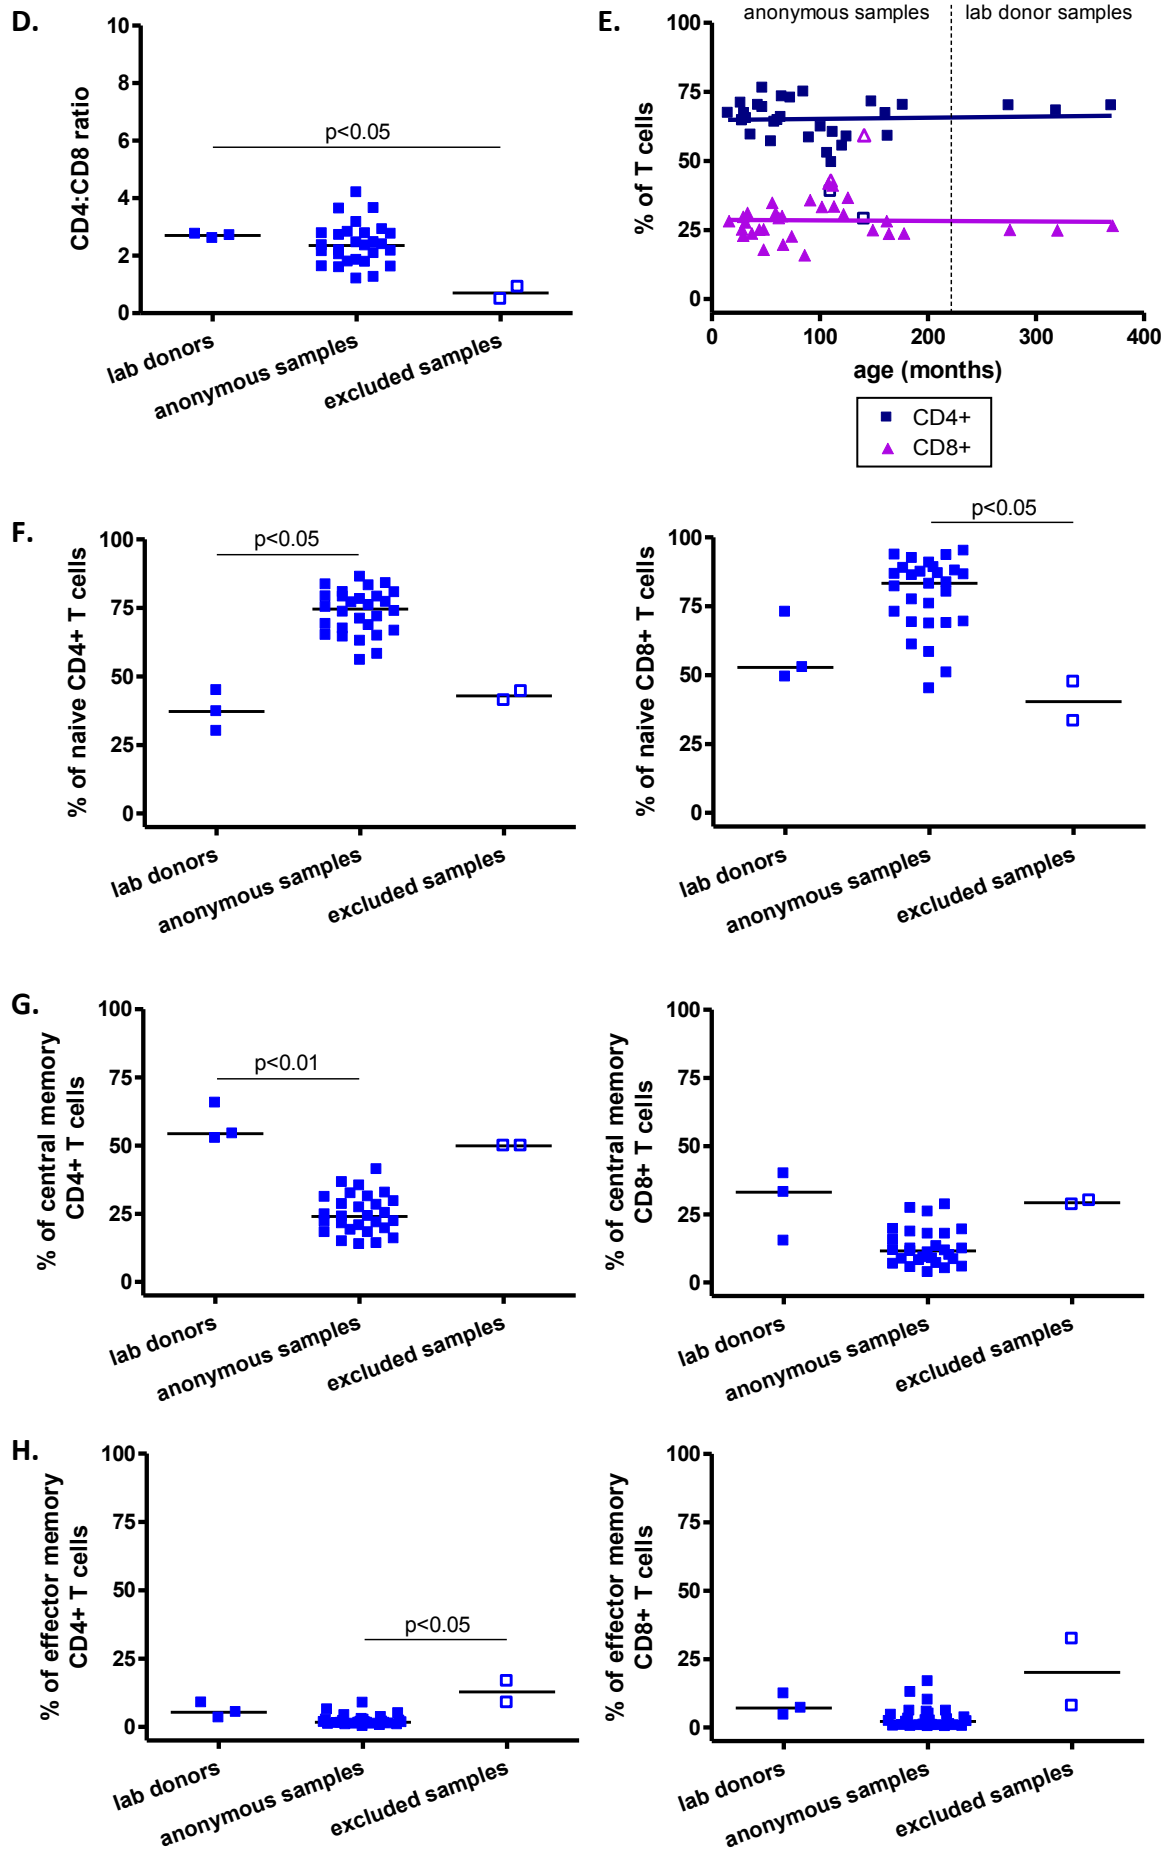 D.
CD4:CD8 ratio
10
8
6
4
2
0
p<0.05
lab donors
anonymous samples
excluded samples
E.
anonymous samples
lab donor samples
% of T cells
100
75
50
25
0
0
100
200
300
400
age (months)
CD4+
CD8+
F.
% of naive CD4+ T cells
100
75
50
25
0
p<0.05
lab donors
anonymous samples
excluded samples
% of naive CD8+ T cells
100
75
50
25
0
p<0.05
lab donors
anonymous samples
excluded samples
G.
% of central memory
CD4+ T cells
100
75
50
25
0
p<0.01
lab donors
anonymous samples
excluded samples
% of central memory
CD8+ T cells
100
75
50
25
0
lab donors
anonymous samples
excluded samples
H.
% of effector memory
CD4+ T cells
100
75
50
25
0
p<0.05
lab donors
anonymous samples
excluded samples
% of effector memory
CD8+ T cells
100
75
50
25
0
lab donors
anonymous samples
excluded samples